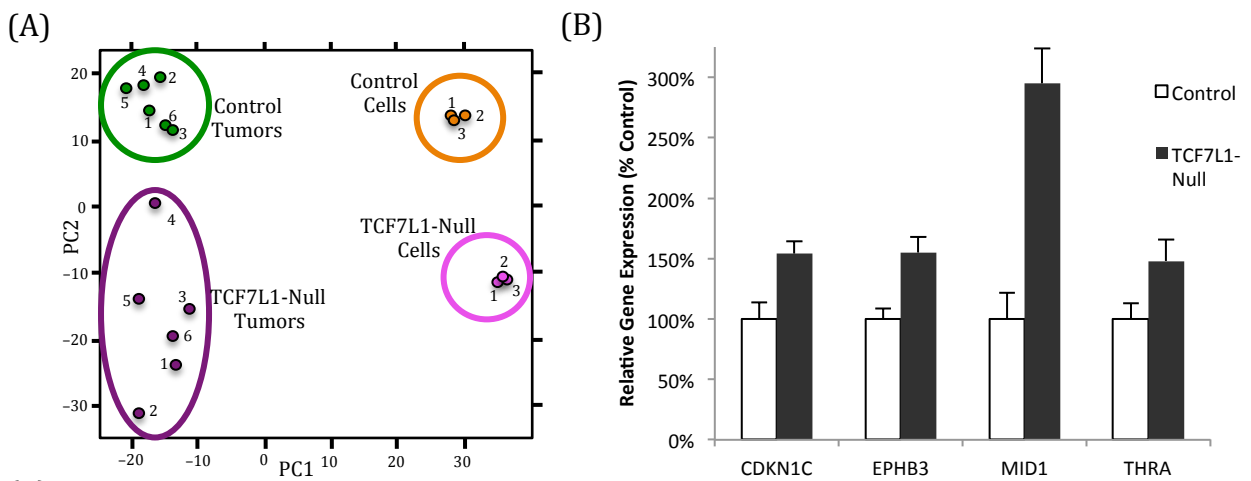 (A)
20
10
0
−10
−20
−30
PC2
−20
−10
0
10
20
30
PC1
4
2
5
1
6
3
Control
Tumors
Control
Cells
1
2
3
4
5
3
6
1
2
TCF7L1-Null
Tumors
TCF7L1-Null
Cells
2
1
3
(B)
Relative Gene Expression (% Control)
300%
250%
200%
150%
100%
50%
0%
CDKN1C
EPHB3
MID1
THRA
Control
TCF7L1-
Null